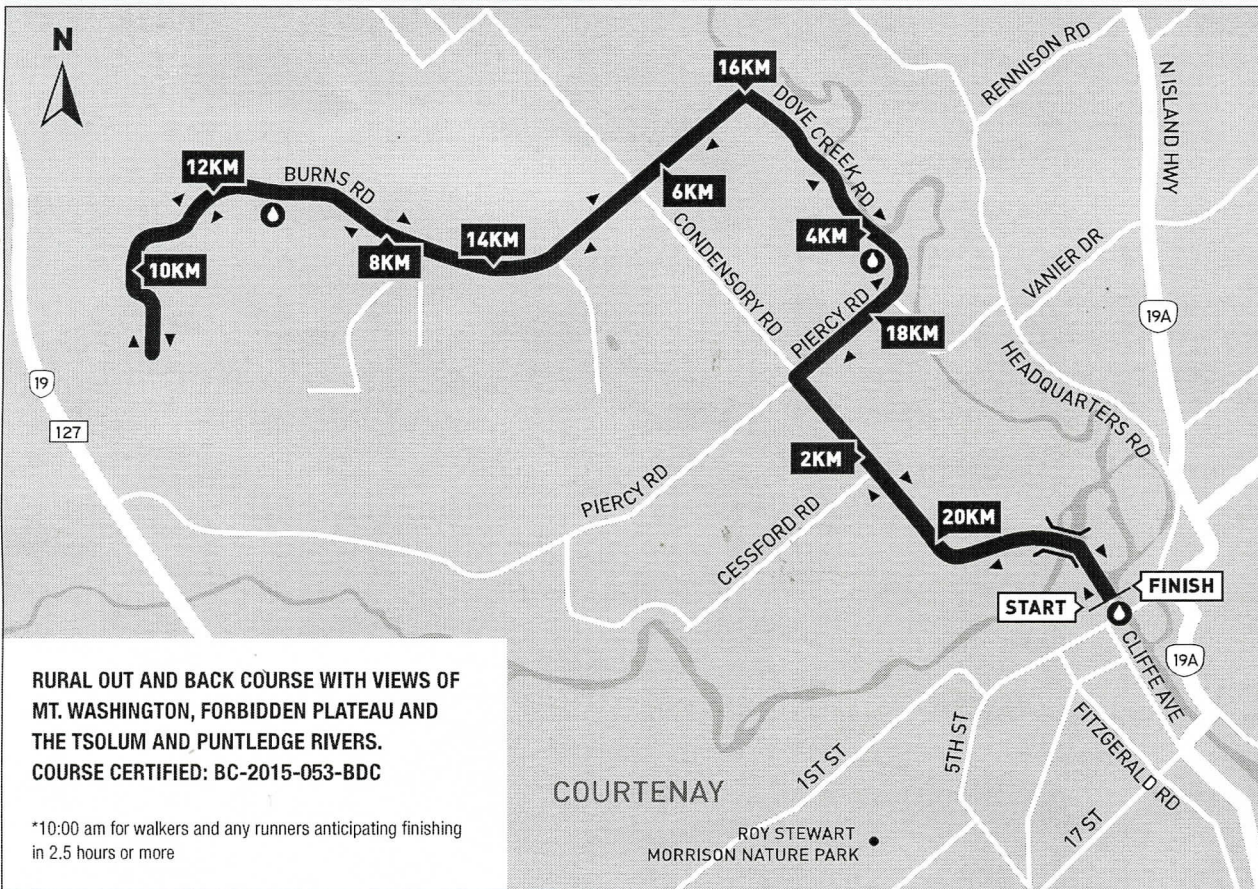 N
16KM
RENNISON RD
N ISLAND HWY
DOVE CREEK RD
12KM
BURNS RD
6KM
4KM
14KM
8KM
10KM
CONDENSORY RD
VANIER DR
PIERCY RD
18KM
19A
HEADQUARTERS RD
19
127
2KM
PIERCY RD
CESSFORD RD
20KM
START
FINISH
CLIFFE AVE
19A
RURAL OUT AND BACK COURSE WITH VIEWS OF
MT. WASHINGTON, FORBIDDEN PLATEAU AND
THE TSOLUM AND PUNTLEDGE RIVERS.
COURSE CERTIFIED: BC-2015-053-BDC
*10:00 am for walkers and any runners anticipating finishing
in 2.5 hours or more
COURTENAY
1ST ST
5TH ST
FITZGERALD RD
17 ST
ROY STEWART
MORRISON NATURE PARK